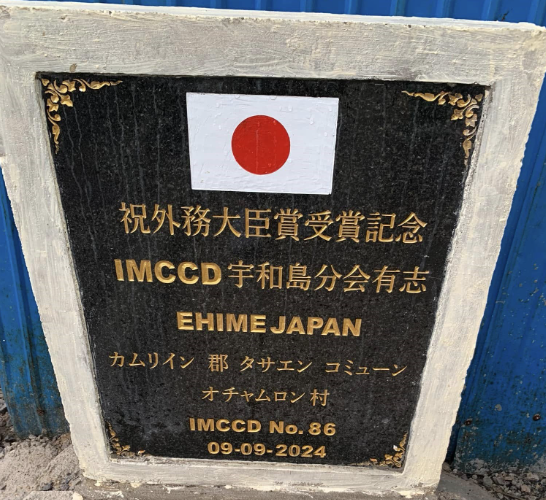 祝外務大臣賞受賞記念
IMCCD 宇和島分会有志
EHIME JAPAN
カムリイン 郡 タサエン コミューン
オチャムロン 村
IMCCD No. 86
09-09-2024